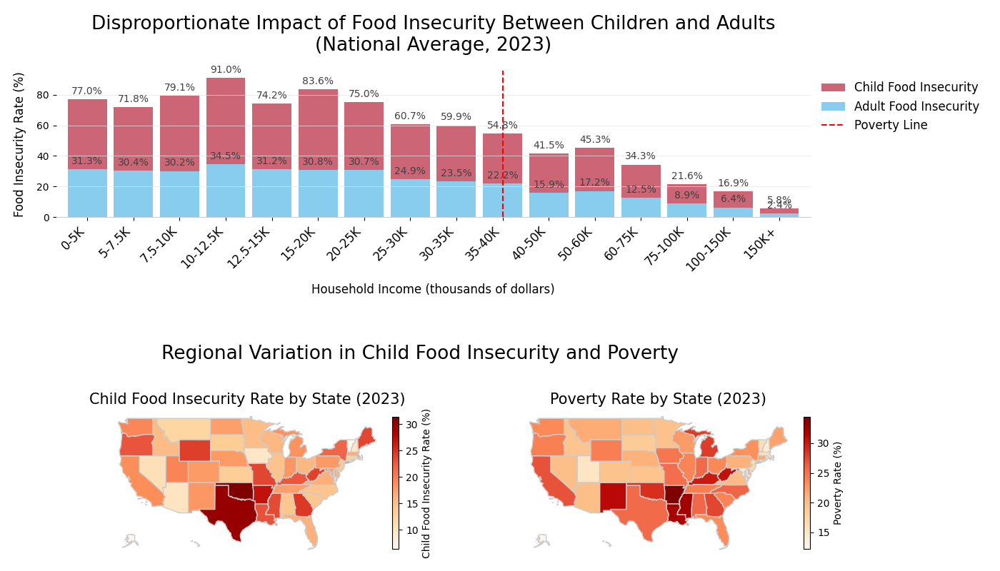 Disproportionate Impact of Food Insecurity Between Children and Adults
(National Average, 2023)
Food Insecurity Rate (%)
80
60
40
20
0
77.0%
71.8%
79.1%
91.0%
74.2%
83.6%
75.0%
60.7%
59.9%
54.8%
41.5%
45.3%
34.3%
21.6%
16.9%
5.8%
31.3%
30.4%
30.2%
34.5%
31.2%
30.8%
30.7%
24.9%
23.5%
22.2%
15.9%
17.2%
12.5%
8.9%
6.4%
2.4%
0-5K
5-7.5K
7.5-10K
10-12.5K
12.5-15K
15-20K
20-25K
25-30K
30-35K
35-40K
40-50K
50-60K
60-75K
75-100K
100-150K
150K+
Household Income (thousands of dollars)
Child Food Insecurity
Adult Food Insecurity
Poverty Line
Regional Variation in Child Food Insecurity and Poverty
Child Food Insecurity Rate by State (2023)
30
25
20
15
10
Child Food Insecurity Rate (%)
Poverty Rate by State (2023)
30
25
20
15
Poverty Rate (%)